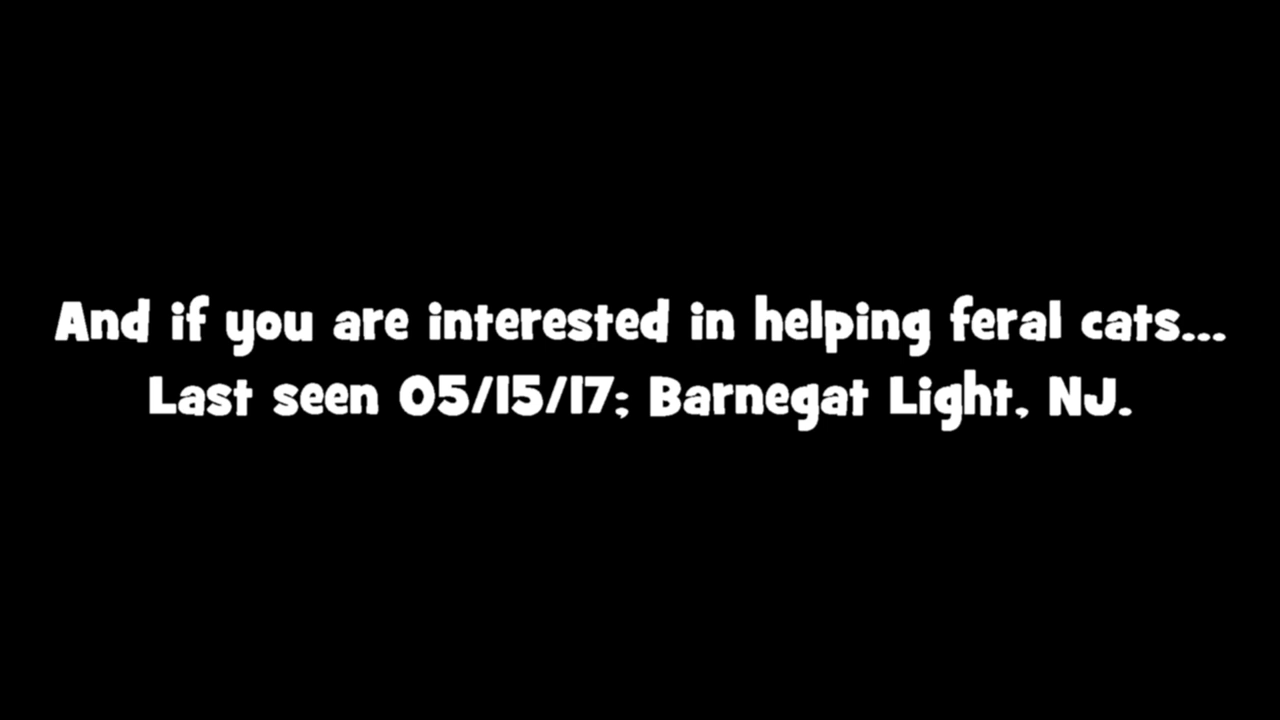 And if you are interested in helping feral cats...
Last seen 05/15/17; Barnegat Light, NJ.